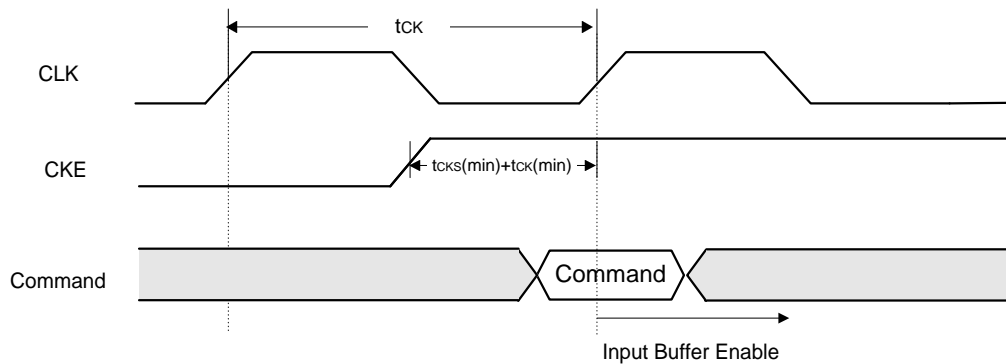 tCK
CLK
CKE
tCKS(min)+tCK(min)
Command
Command
Input Buffer Enable